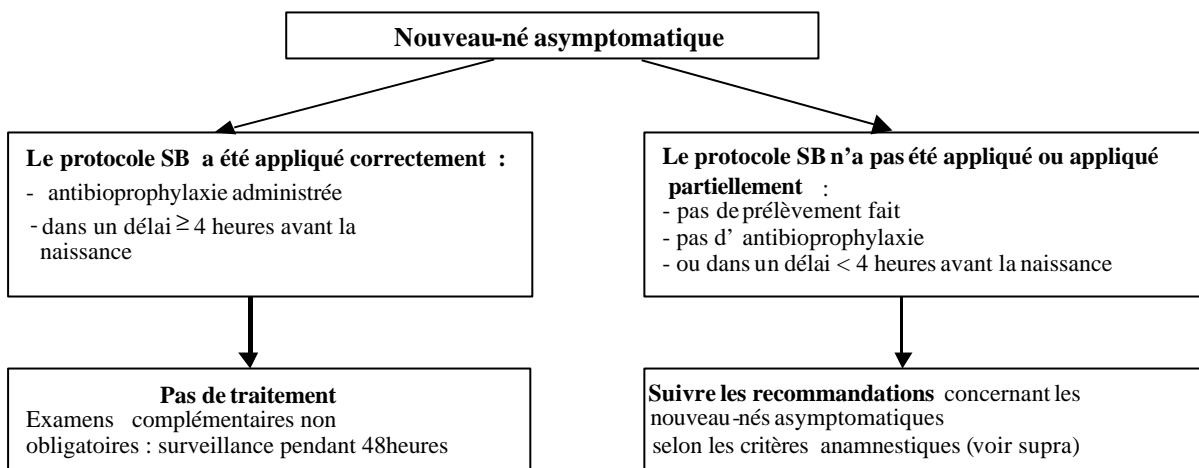 Nouveau-né asymptomatique
Le protocole SB a été appliqué correctement :
- antibioprophylaxie administrée
- dans un délai ≥ 4 heures avant la
naissance
Le protocole SB n'a pas été appliqué ou appliqué
partiellement :
- pas de prélèvement fait
- pas d' antibioprophylaxie
- ou dans un délai < 4 heures avant la naissance
Pas de traitement
Examens complémentaires non
obligatoires : surveillance pendant 48heures
Suivre les recommandations concernant les
nouveau-nés asymptomatiques
selon les critères anamnestiques (voir supra)